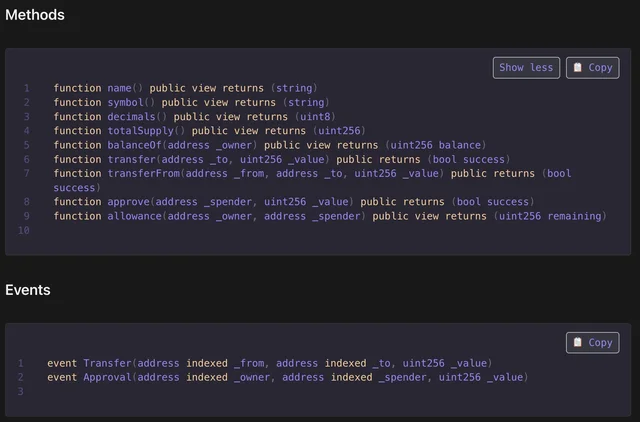 Methods
Show less
📋 Copy
1 function name() public view returns (string)
2 function symbol() public view returns (string)
3 function decimals() public view returns (uint8)
4 function totalSupply() public view returns (uint256)
5 function balanceOf(address _owner) public view returns (uint256 balance)
6 function transfer(address _to, uint256 _value) public returns (bool success)
7 function transferFrom(address _from, address _to, uint256 _value) public returns (bool
success)
8 function approve(address _spender, uint256 _value) public returns (bool success)
9 function allowance(address _owner, address _spender) public view returns (uint256 remaining)
10
Events
📋 Copy
1 event Transfer(address indexed _from, address indexed _to, uint256 _value)
2 event Approval(address indexed _owner, address indexed _spender, uint256 _value)
3